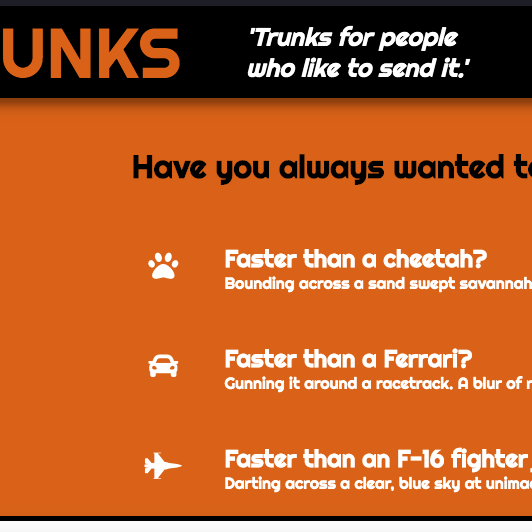 UNKS
'Trunks for people
who like to send it.'
Have you always wanted t
Faster than a cheetah?
Bounding across a sand swept savannah
Faster than a Ferrari?
Gunning it around a racetrack. A blur of
Faster than an F-16 fighter
Darting across a clear, blue sky at unima